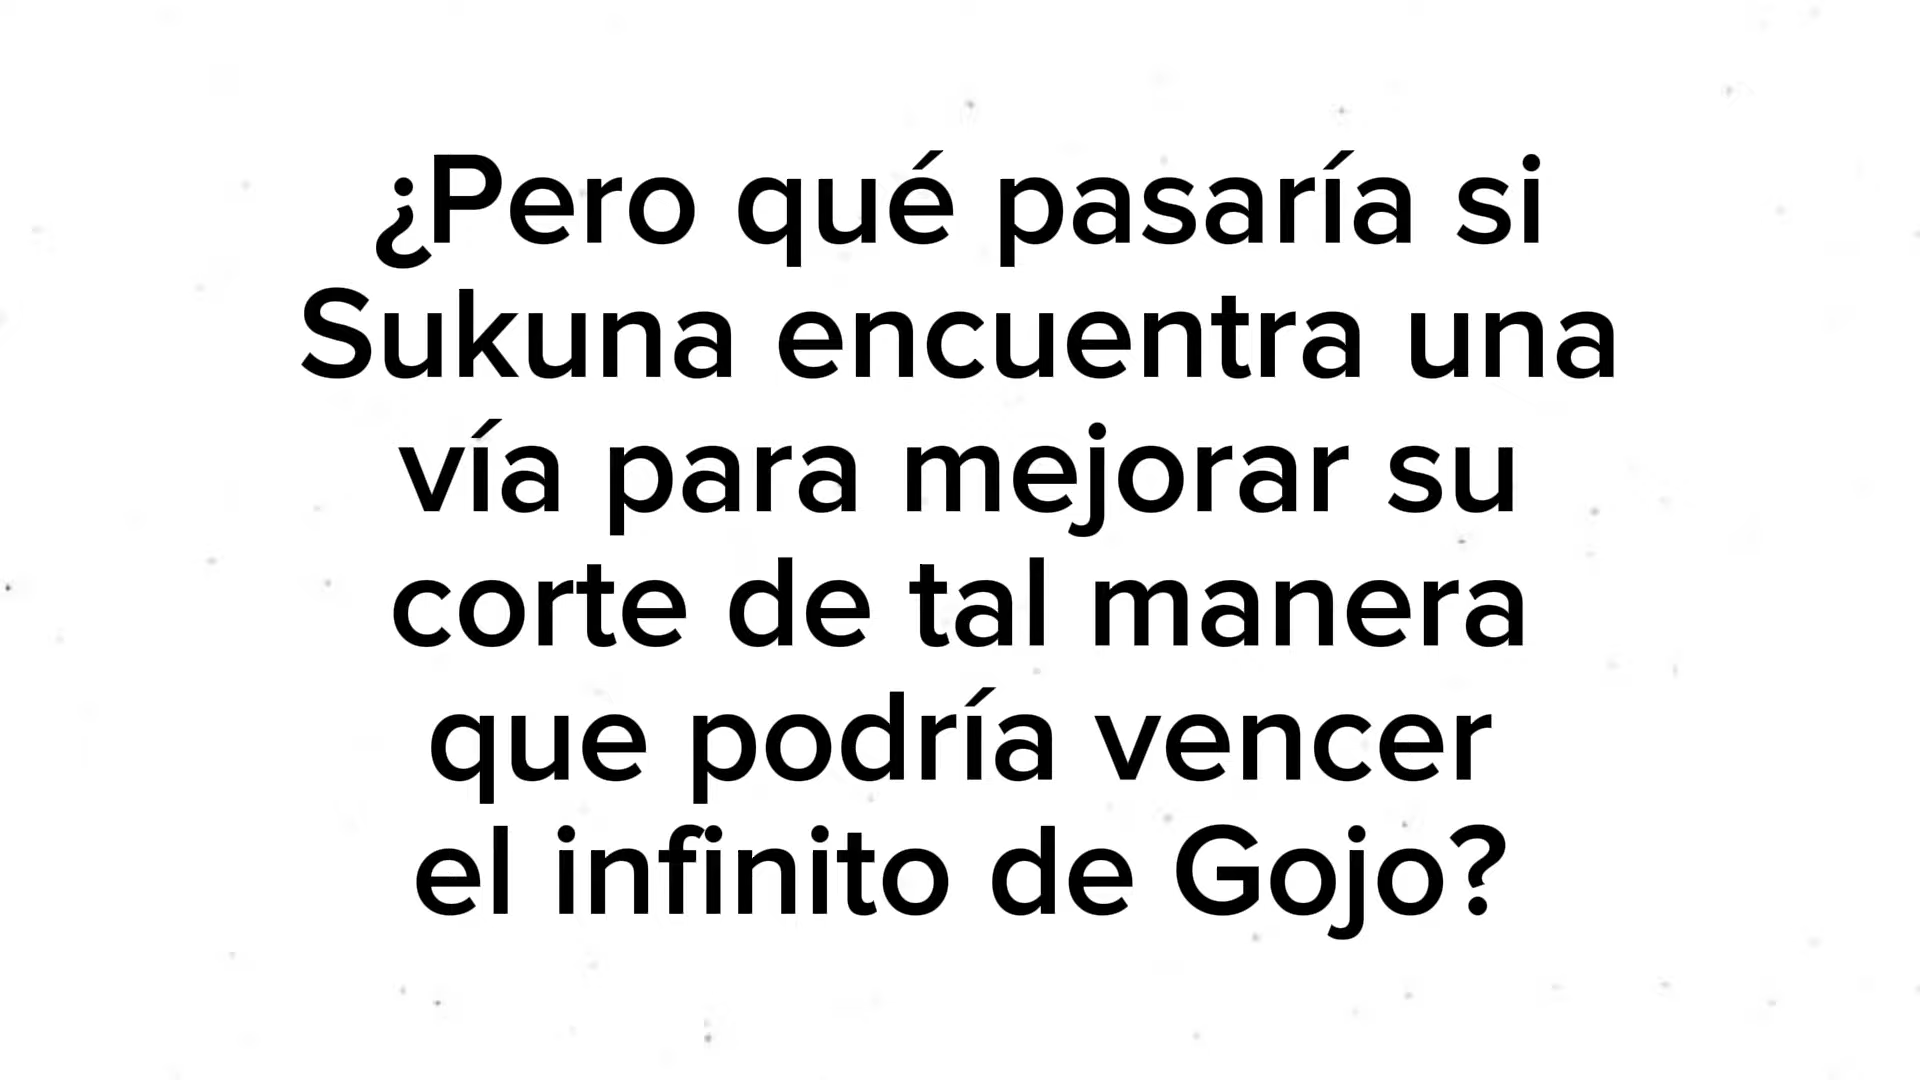 ¿Pero qué pasaría si
Sukuna encuentra una
vía para mejorar su
corte de tal manera
que podría vencer
el infinito de Gojo?